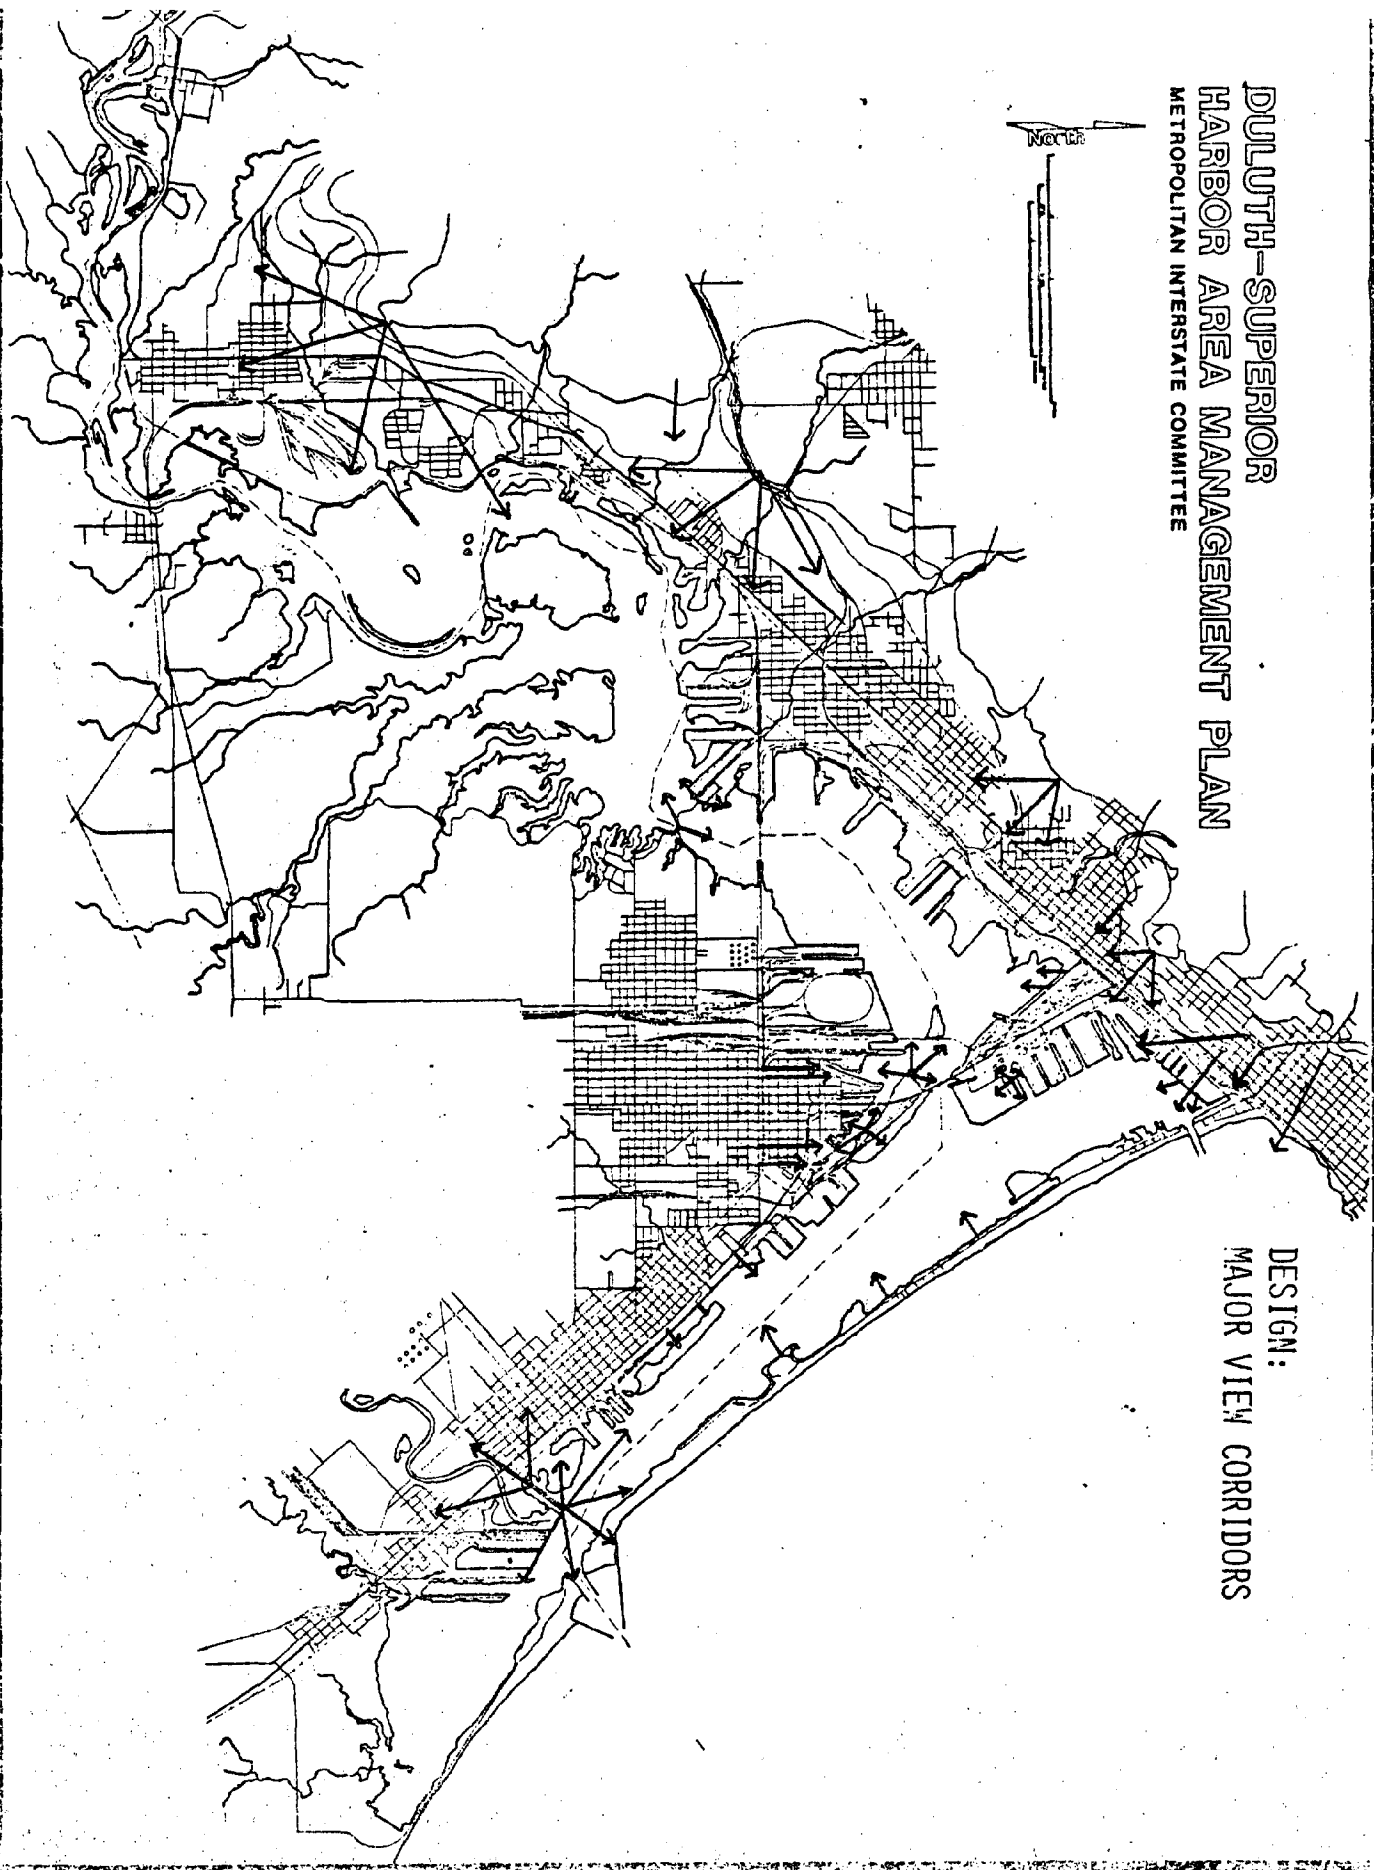 DULUTH-SUPERIOR
HARBOR AREA MANAGEMENT PLAN
METROPOLITAN INTERSTATE COMMITTEE
North
DESIGN:
MAJOR VIEW CORRIDORS